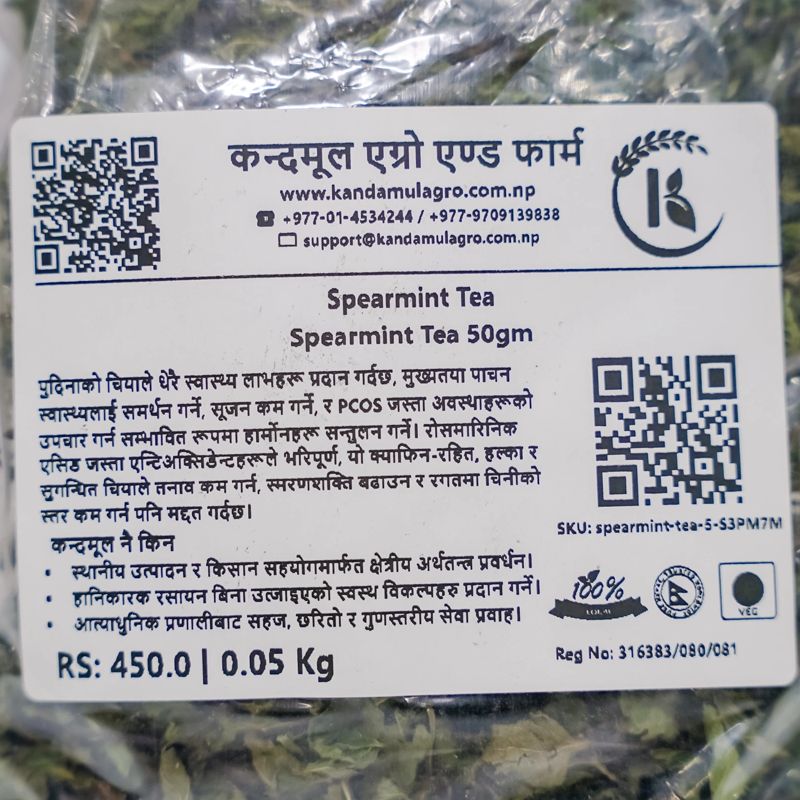 कन्दमूल एग्रो एण्ड फार्म
www.kandamulagro.com.np
+977-01-4534244 / +977-9709139838
support@kandamulagro.com.np
K
Spearmint Tea
Spearmint Tea 50gm
पुदिनाको चियाले धेरै स्वास्थ्य लाभहरू प्रदान गर्दछ, मुख्यतया पाचन
स्वास्थ्यलाई समर्थन गर्ने, सूजन कम गर्ने, र PCOS जस्ता अवस्थाहरूको
उपचार गर्न सम्भावित रूपमा हार्मोनहरू सन्तुलन गर्ने। रोसमारिनिक
एसिड जस्ता एन्टिअक्सिडेन्टहरूले भरिपूर्ण, यो क्याफिन-रहित, हल्का र
सुगन्धित चियाले तनाव कम गर्न, स्मरणशक्ति बढाउन र रगतमा चिनीको
स्तर कम गर्न पनि मद्दत गर्दछ।
कन्दमूल नै किन
• स्थानीय उत्पादन र किसान सहयोगमार्फत क्षेत्रीय अर्थतन्त्र प्रवर्धन।
• हानिकारक रसायन बिना उब्जाइएको स्वस्थ विकल्पहरु प्रदान गर्ने।
• आत्याधुनिक प्रणालीबाट सहज, छरितो र गुणस्तरीय सेवा प्रवाह।
RS: 450.0 | 0.05 Kg
SKU: spearmint-tea-5-S3PM7M
100%
LOCAL
VEG
Reg No: 316383/080/081